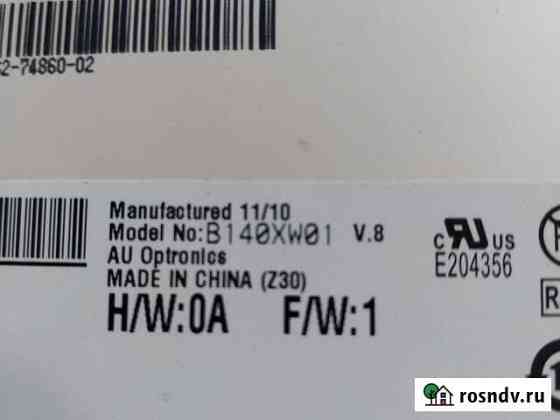 2-74860-02
Manufactured 11/10
Model No:B140XW01 V.8
AU Optronics
MADE IN CHINA (Z30)
H/W:0A F/W:1
c RU US
E204356
R
rosndv.ru